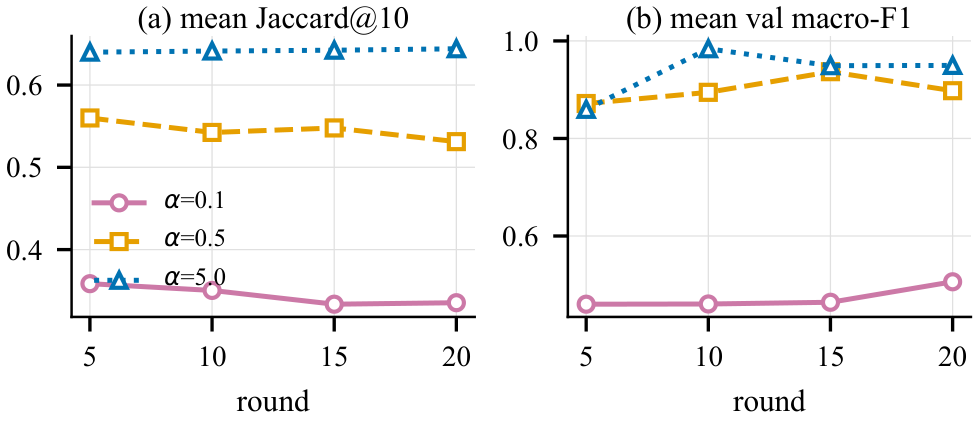 (a) mean Jaccard@10
0.6
0.5
0.4
α=0.1
α=0.5
α=5.0
5 10 15 20
round
(b) mean val macro-F1
1.0
0.8
0.6
5 10 15 20
round